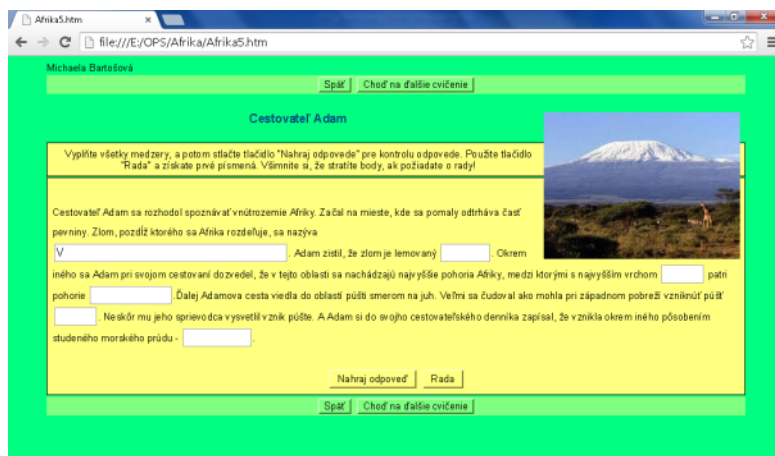 Afrika5.htm
file:///E:/OPS/Afrika/Afrika5.htm
Michaela Bartošová
Späť Choď na ďalšie cvičenie
Cestovateľ Adam
Vyplňte všetky medzery, a potom stlačte tlačidlo "Nahraj odpovede" pre kontrolu odpovede. Použite tlačidlo
"Rada" a získate prvé písmená. Všimnite si, že stratíte body, ak požiadate o rady!
Cestovateľ Adam sa rozhodol spoznávať vnútrozemie Afriky. Začal na mieste, kde sa pomaly odtrháva časť
pevniny. Zlom, pozdĺž ktorého sa Afrika rozdeľuje, sa nazýva
V . Adam zistil, že zlom je lemovaný . Okrem
iného sa Adam pri svojom cestovaní dozredel, že v tejto oblasti sa nachádzajú najvyššie pohoria Afriky, medzi ktorými s najvyšším vrchom patri
pohorie . Ďalej Adamova cesta viedla do oblastí púšti smerom na juh. Veľmi sa čudoval ako mohla pri západnom pobreží vzniknúť púšť
. Neskôr mu jeho sprievodca vysvetlil vznik púšte. A Adam si do svojho cestovateľského denníka zapísal, že vznikla okrem iného pôsobením
studeného morského prúdu - .
Nahraj odpoveď Rada
Späť Choď na ďalšie cvičenie